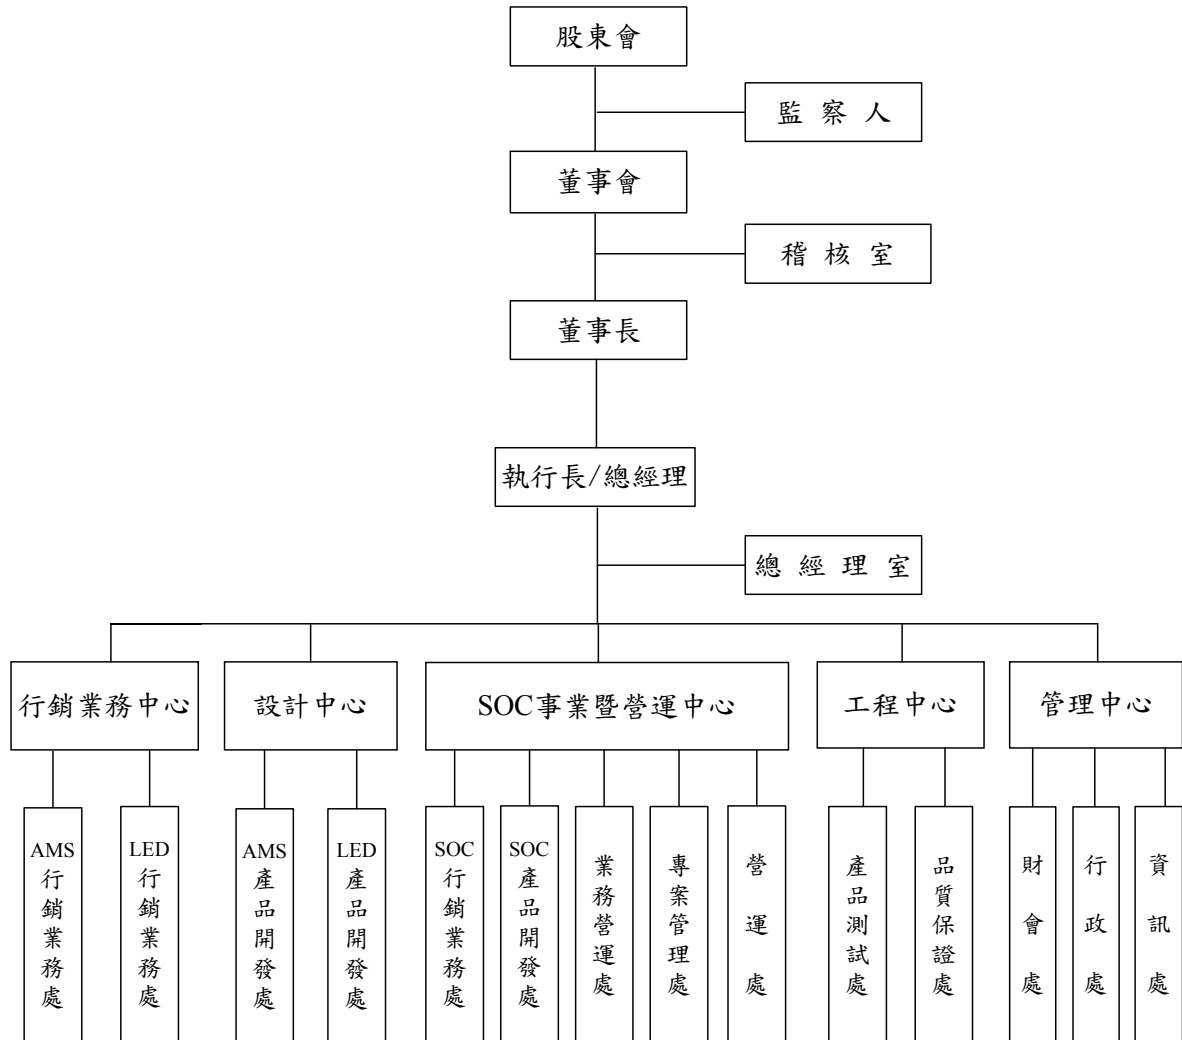 股東會
監察人
董事會
稽核室
董事長
執行長/總經理
總經理室
行銷業務中心
設計中心
SOC事業暨營運中心
工程中心
管理中心
AMS行銷業務處
LED行銷業務處
AMS產品開發處
LED產品開發處
SOC行銷業務處
SOC產品開發處
業務營運處
專案管理處
營運處
產品測試處
品質保證處
財會處
行政處
資訊處